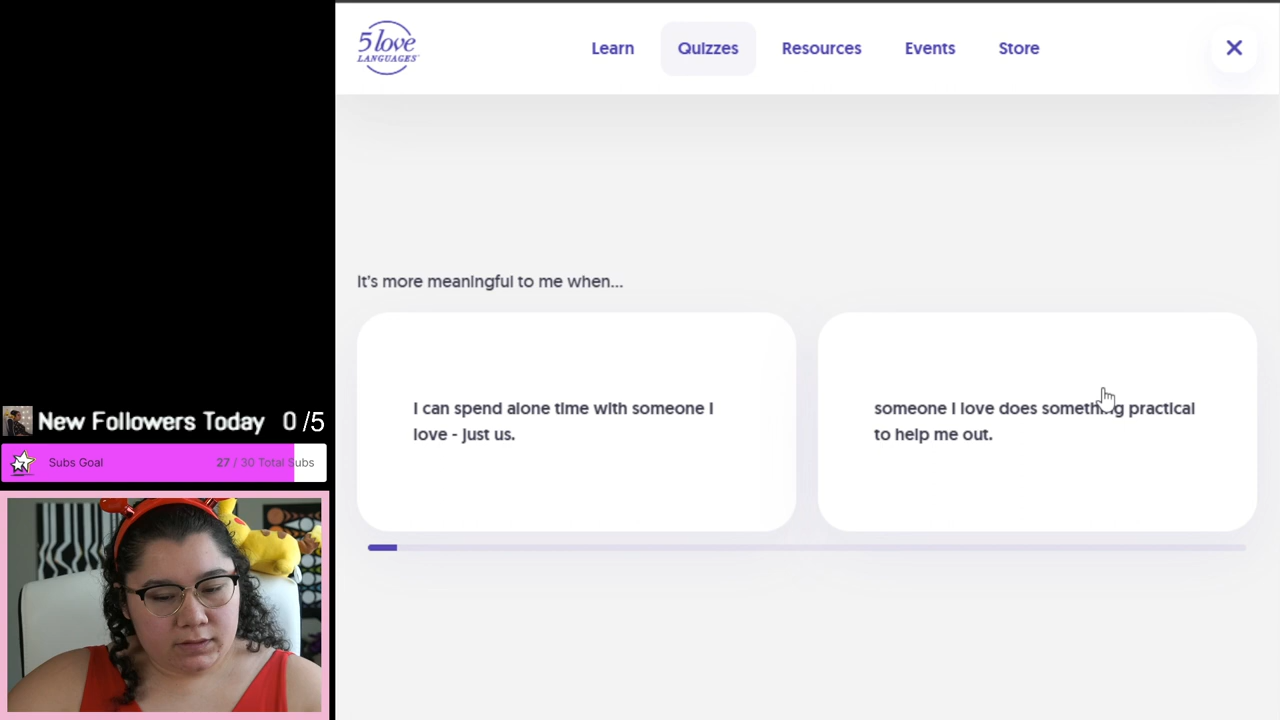 5 love
LANGUAGES
Learn
Quizzes
Resources
Events
Store
It's more meaningful to me when...
I can spend alone time with someone I
love - just us.
someone I love does something practical
to help me out.
New Followers Today 0 /5
Subs Goal
27 / 30 Total Subs